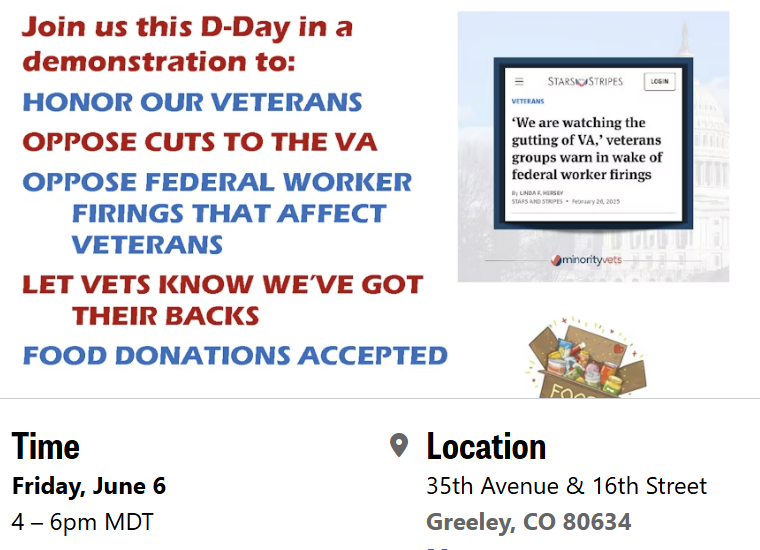 Join us this D-Day in a
demonstration to:
HONOR OUR VETERANS
OPPOSE CUTS TO THE VA
OPPOSE FEDERAL WORKER
FIRINGS THAT AFFECT
VETERANS
LET VETS KNOW WE'VE GOT
THEIR BACKS
FOOD DONATIONS ACCEPTED
STARS STRIPES
LOGIN
VETERANS
‘We are watching the
gutting of VA,’ veterans
groups warn in wake of
federal worker firings
By LINDA F. HERSEY
STARS AND STRIPES • February 20, 2025
minorityvets
FOOD
Time
Friday, June 6
4 – 6pm MDT
Location
35th Avenue & 16th Street
Greeley, CO 80634